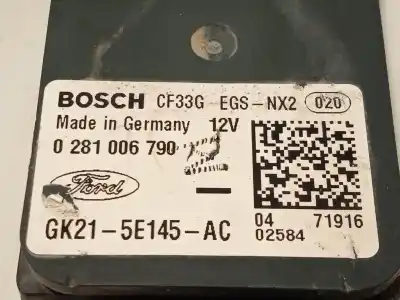 BOSCH CF33G EGS-NX2 020
Made in Germany 12V
0 281 006 790
Ford
GK21-5E145-AC
04 71916
02584